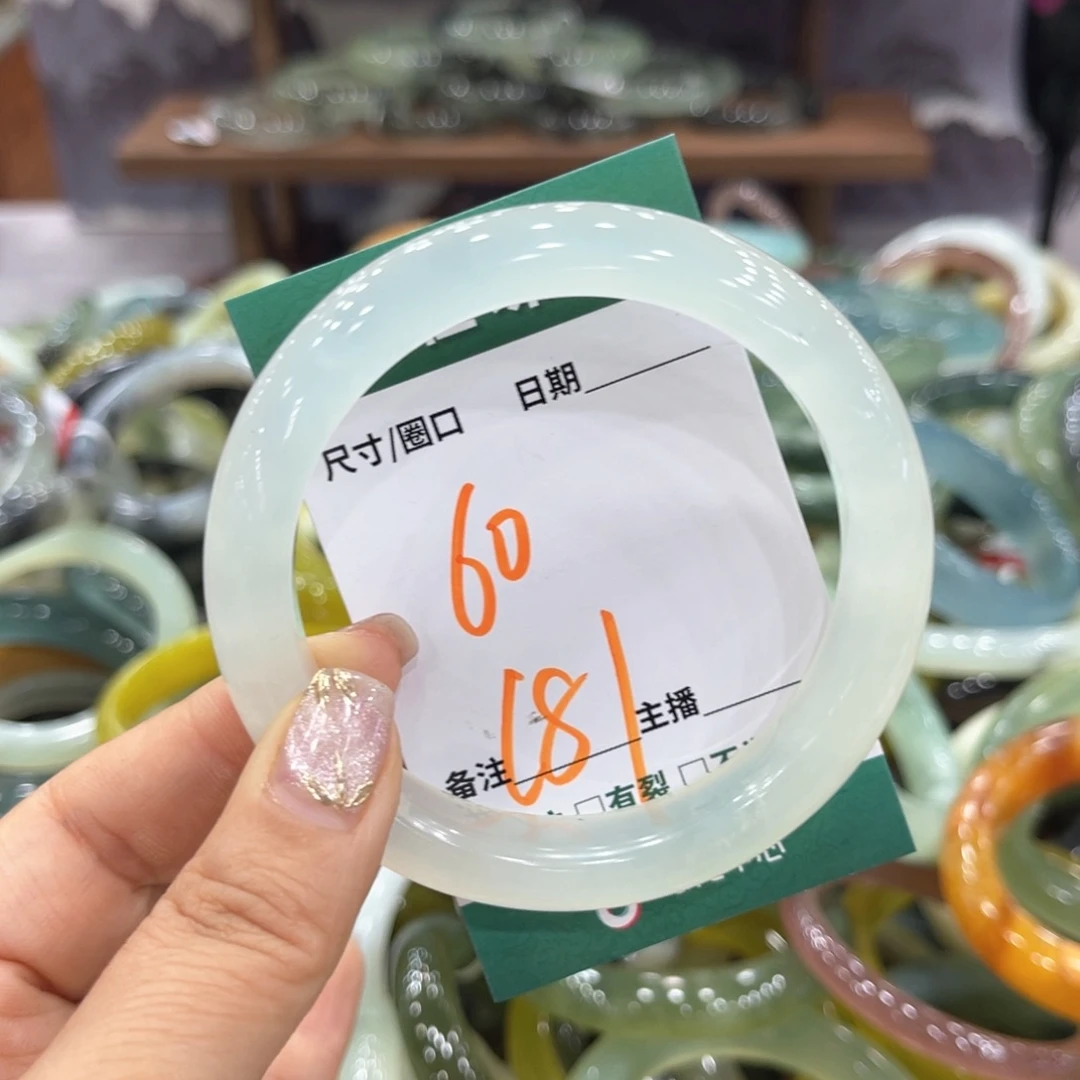 尺寸/圈口 日期
60
181
备注 主播
有裂